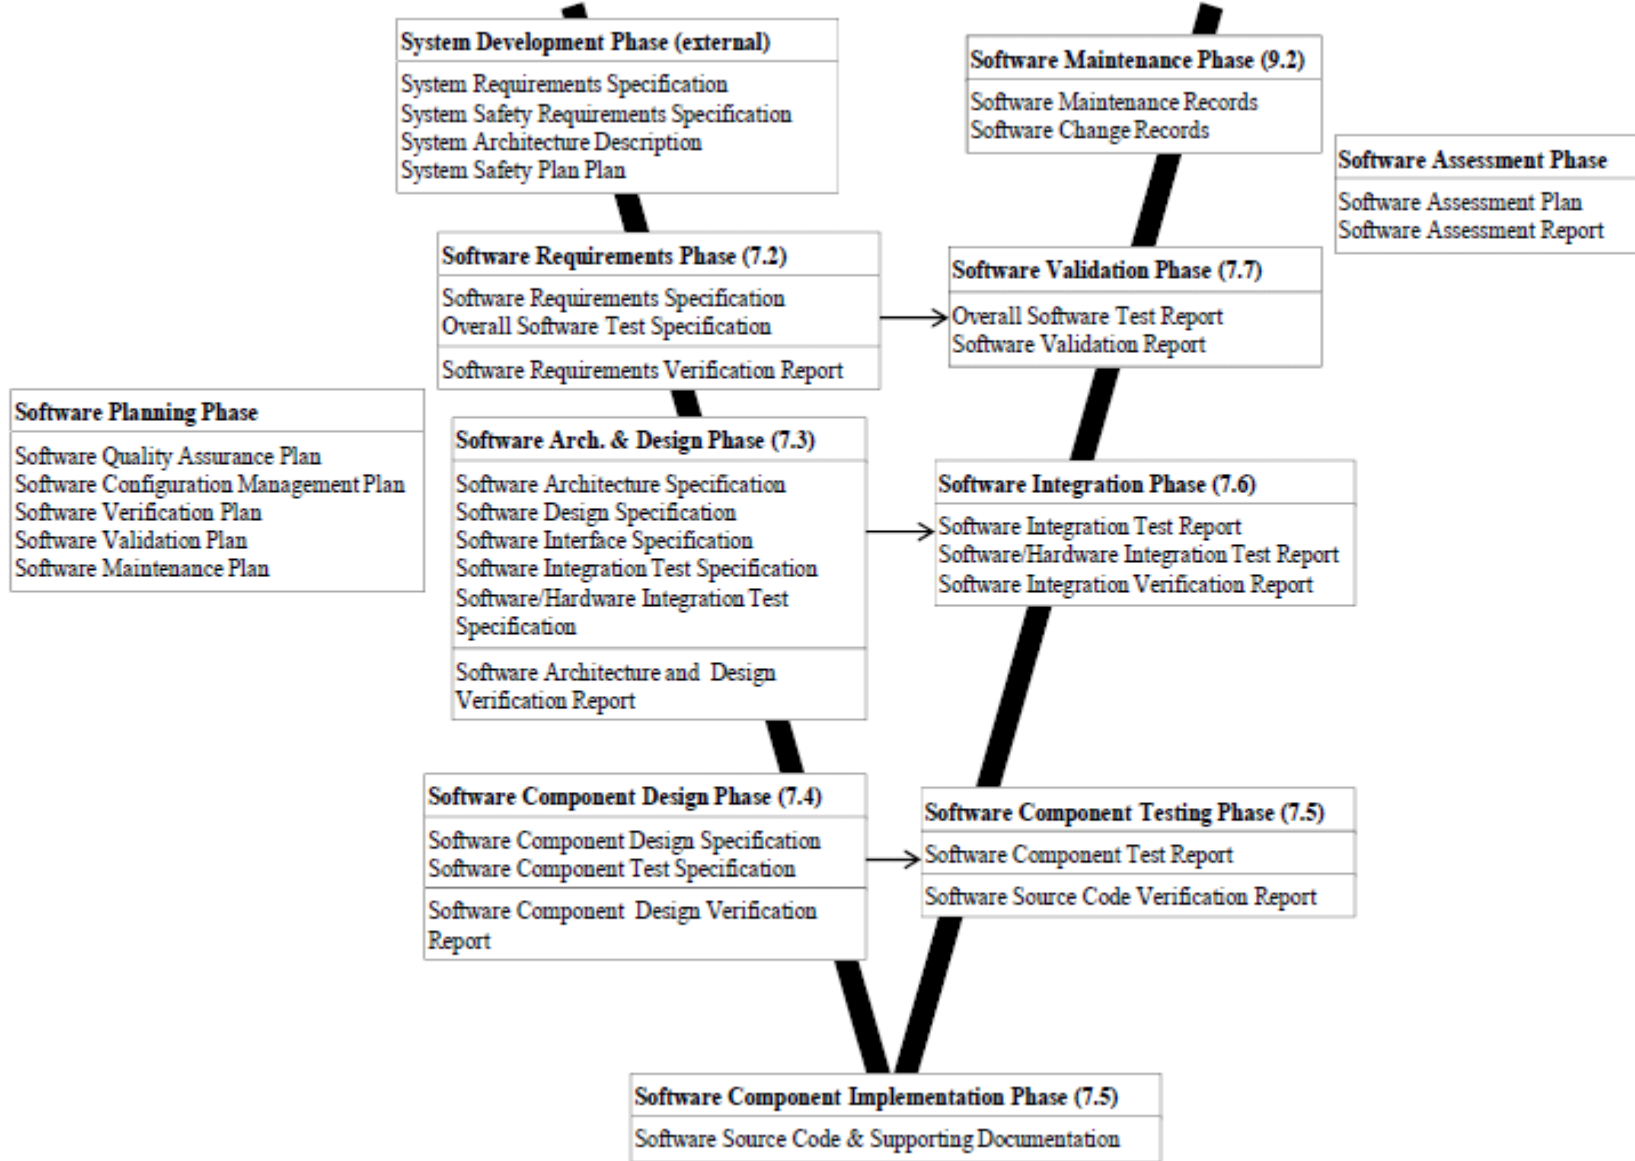 System Development Phase (external)
System Requirements Specification
System Safety Requirements Specification
System Architecture Description
System Safety Plan Plan
Software Maintenance Phase (9.2)
Software Maintenance Records
Software Change Records
Software Assessment Phase
Software Assessment Plan
Software Assessment Report
Software Requirements Phase (7.2)
Software Requirements Specification
Overall Software Test Specification
Software Requirements Verification Report
Software Validation Phase (7.7)
Overall Software Test Report
Software Validation Report
Software Planning Phase
Software Quality Assurance Plan
Software Configuration Management Plan
Software Verification Plan
Software Validation Plan
Software Maintenance Plan
Software Arch. & Design Phase (7.3)
Software Architecture Specification
Software Design Specification
Software Interface Specification
Software Integration Test Specification
Software/Hardware Integration Test
Specification
Software Architecture and Design
Verification Report
Software Integration Phase (7.6)
Software Integration Test Report
Software/Hardware Integration Test Report
Software Integration Verification Report
Software Component Design Phase (7.4)
Software Component Design Specification
Software Component Test Specification
Software Component Design Verification
Report
Software Component Testing Phase (7.5)
Software Component Test Report
Software Source Code Verification Report
Software Component Implementation Phase (7.5)
Software Source Code & Supporting Documentation